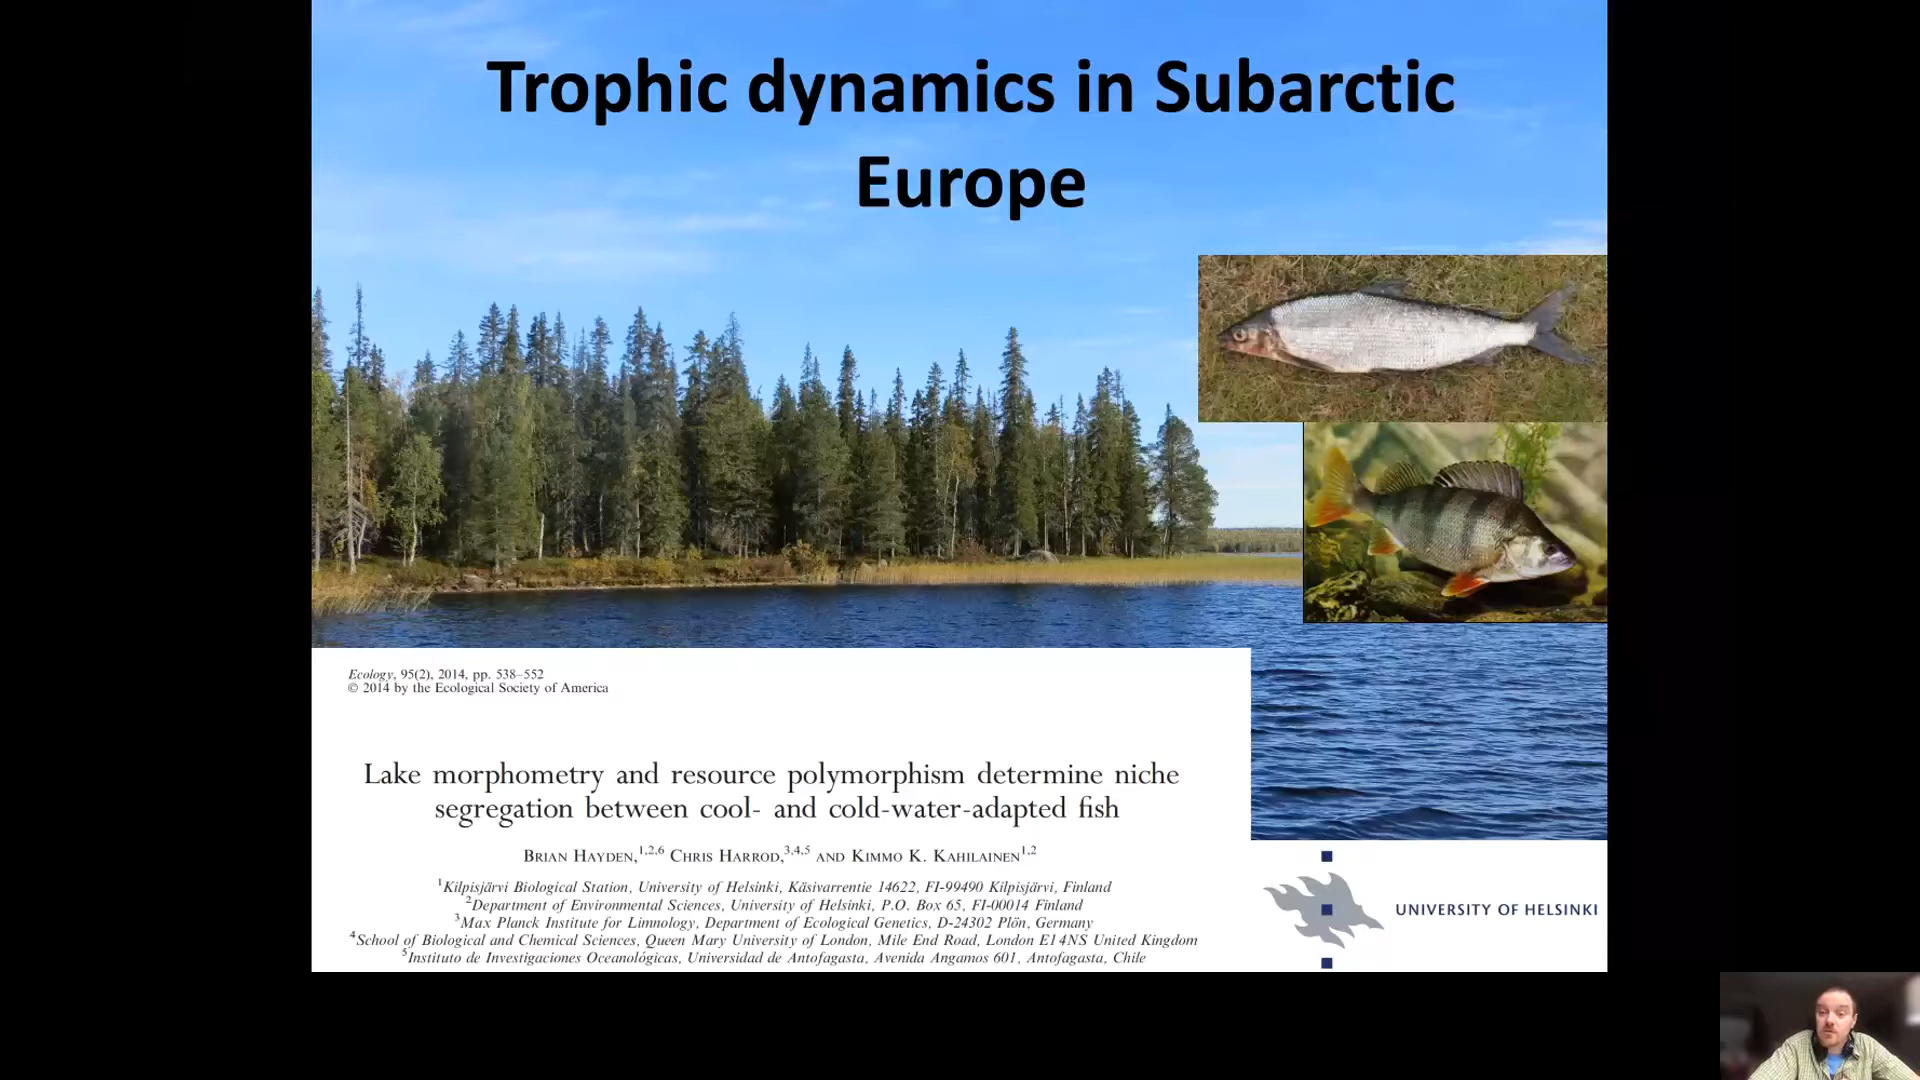 Trophic dynamics in Subarctic
Europe
Ecology, 95(2), 2014, pp. 538–552
© 2014 by the Ecological Society of America
Lake morphometry and resource polymorphism determine niche
segregation between cool- and cold-water-adapted fish
BRIAN HAYDEN,1,2,6 CHRIS HARROD,3,4,5 AND KIMMO K. KAHILAINEN1,2
1Kilpisjärvi Biological Station, University of Helsinki, Käsivarrentie 14622, FI-99490 Kilpisjärvi, Finland
2Department of Environmental Sciences, University of Helsinki, P.O. Box 65, FI-00014 Finland
3Max Planck Institute for Limnology, Department of Ecological Genetics, D-24302 Plön, Germany
4School of Biological and Chemical Sciences, Queen Mary University of London, Mile End Road, London E1 4NS United Kingdom
5Instituto de Investigaciones Oceanológicas, Universidad de Antofagasta, Avenida Angamos 601, Antofagasta, Chile
UNIVERSITY OF HELSINKI